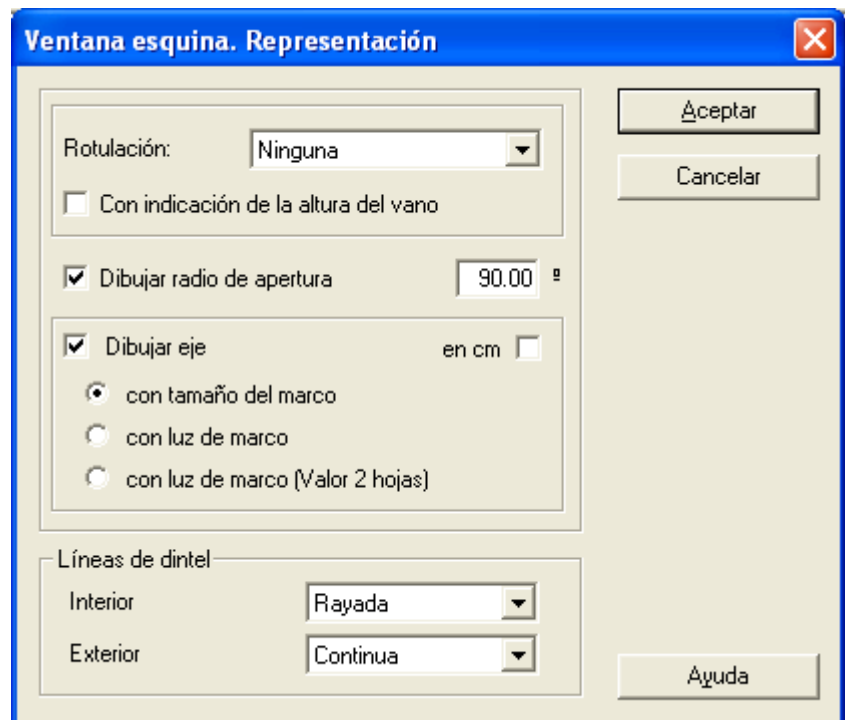 Ventana esquina. Representación
Aceptar
Rotulación: Ninguna
Cancelar
Con indicación de la altura del vano
Dibujar radio de apertura 90.00 º
Dibujar eje en cm
con tamaño del marco
con luz de marco
con luz de marco (Valor 2 hojas)
Líneas de dintel
Interior Rayada
Exterior Continua
Ayuda